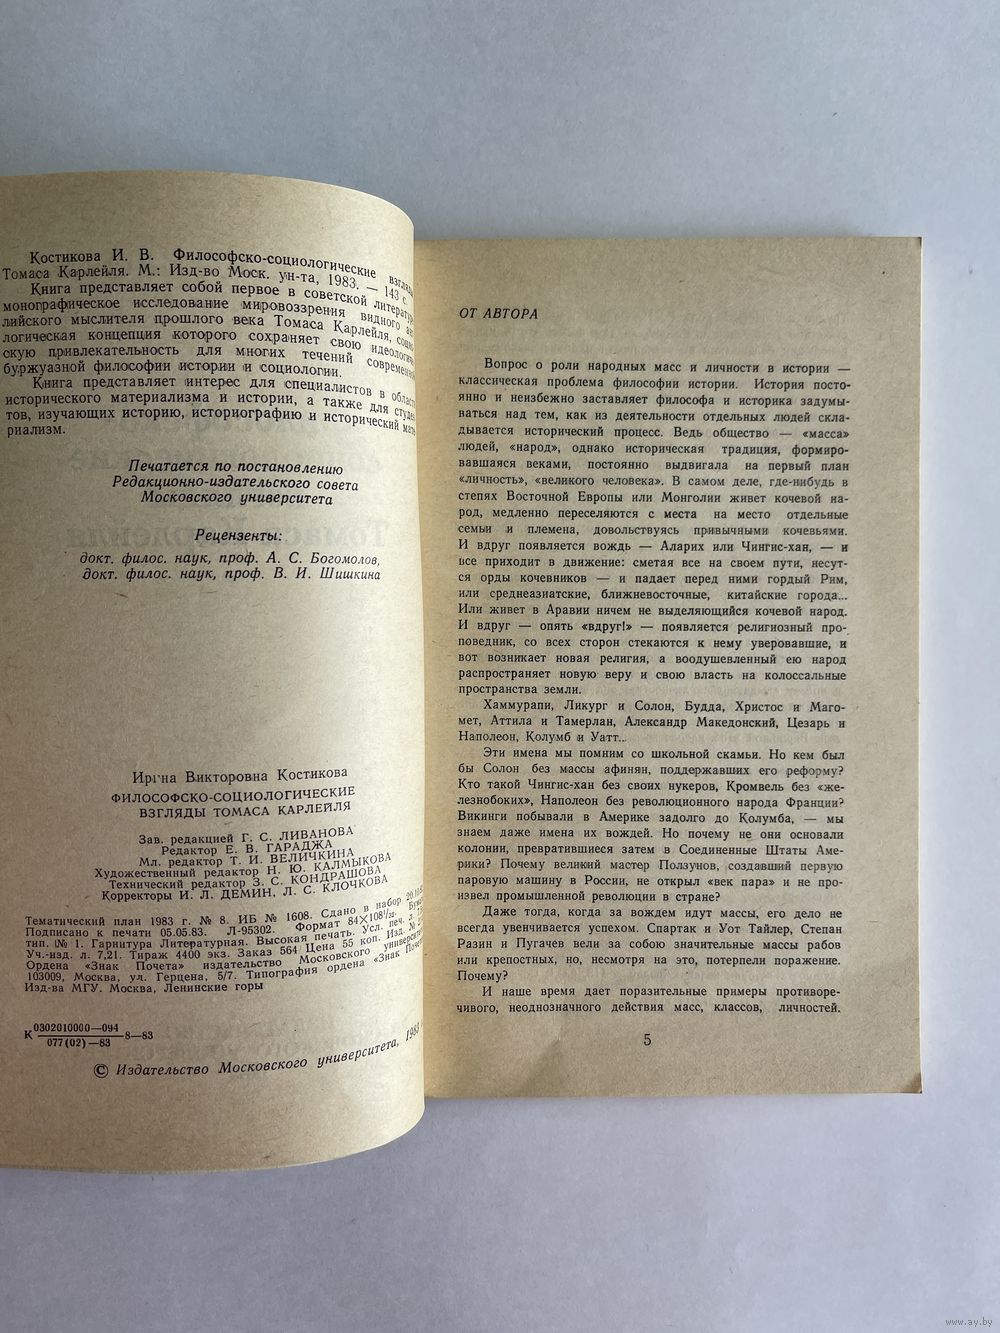 Костикова И. В. Философско-социологические взгляды
Томаса Карлейля. М.: Изд-во Моск. ун-та, 1983. — 143 с.
Книга представляет собой первое в советской литературе
монографическое исследование мировоззрения видного анг-
лийского мыслителя прошлого века Томаса Карлейля, социо-
логическая концепция которого сохраняет свою идеологиче-
скую привлекательность для многих течений современной
буржуазной философии истории и социологии.
Книга представляет интерес для специалистов в области
исторического материализма и истории, а также для студен-
тов, изучающих историю, историографию и исторический мате-
риализм.
Печатается по постановлению
Редакционно-издательского совета
Московского университета
Рецензенты:
докт. филос. наук, проф. А. С. Богомолов,
докт. филос. наук, проф. В. И. Шишкина
Ирина Викторовна Костикова
ФИЛОСОФСКО-СОЦИОЛОГИЧЕСКИЕ
ВЗГЛЯДЫ ТОМАСА КАРЛЕЙЛЯ
Зав. редакцией Г. С. ЛИВАНОВА
Редактор Е. В. ГАРАДЖА
Мл. редактор Т. И. ВЕЛИЧКИНА
Художественный редактор Н. Ю. КАЛМЫКОВА
Технический редактор З. С. КОНДРАШОВА
Корректоры И. Л. ДЕМИН, Л. С. КЛОЧКОВА
Тематический план 1983 г. № 8. ИБ № 1608. Сдано в набор
Подписано к печати 05.05.83. Л-95302. Формат 84×108¹/₃₂.
тип. № 1. Гарнитура Литературная. Высокая печать. Усл. печ. л.
Уч.-изд. л. 7,21. Тираж 4400 экз. Заказ 564 Цена 55 коп. Изд. №
Ордена «Знак Почета» издательство Московского
103009, Москва, ул. Герцена, 5/7. Типография ордена «Знак Почета»
Изд-ва МГУ. Москва, Ленинские горы
К 0302010000—094
077(02)—83 8—83
© Издательство Московского университета, 1983
ОТ АВТОРА
Вопрос о роли народных масс и личности в истории —
классическая проблема философии истории. История посто-
янно и неизбежно заставляет философа и историка задумы-
ваться над тем, как из деятельности отдельных людей скла-
дывается исторический процесс. Ведь общество — «масса»
людей, «народ», однако историческая традиция, формиро-
вавшаяся веками, постоянно выдвигала на первый план
«личность», «великого человека». В самом деле, где-нибудь в
степях Восточной Европы или Монголии живет кочевой на-
род, медленно переселяются с места на место отдельные
семьи и племена, довольствуясь привычными кочевьями.
И вдруг появляется вождь — Аларих или Чингис-хан, — и
все приходит в движение: сметая все на своем пути, несут-
ся орды кочевников — и падает перед ними гордый Рим,
или среднеазиатские, ближневосточные, китайские города...
Или живет в Аравии ничем не выделяющийся кочевой народ.
И вдруг — опять «вдруг!» — появляется религиозный про-
поведник, со всех сторон стекаются к нему уверовавшие, и
вот возникает новая религия, а воодушевленный ею народ
распространяет новую веру и свою власть на колоссальные
пространства земли.
Хаммурапи, Ликург и Солон, Будда, Христос и Маго-
мет, Аттила и Тамерлан, Александр Македонский, Цезарь и
Наполеон, Колумб и Уатт...
Эти имена мы помним со школьной скамьи. Но кем был
бы Солон без массы афинян, поддержавших его реформу?
Кто такой Чингис-хан без своих нукеров, Кромвель без «же-
лезнобоких», Наполеон без революционного народа Франции?
Викинги побывали в Америке задолго до Колумба, — мы
знаем даже имена их вождей. Но почему не они основали
колонии, превратившиеся затем в Соединенные Штаты Аме-
рики? Почему великий мастер Ползунов, создавший первую
паровую машину в России, не открыл «век пара» и не про-
извел промышленной революции в стране?
Даже тогда, когда за вождем идут массы, его дело не
всегда увенчивается успехом. Спартак и Уот Тайлер, Степан
Разин и Пугачев вели за собою значительные массы рабов
или крепостных, но, несмотря на это, потерпели поражение.
Почему?
И наше время дает поразительные примеры противоре-
чивого, неоднозначного действия масс, классов, личностей.
5
www.ay.by